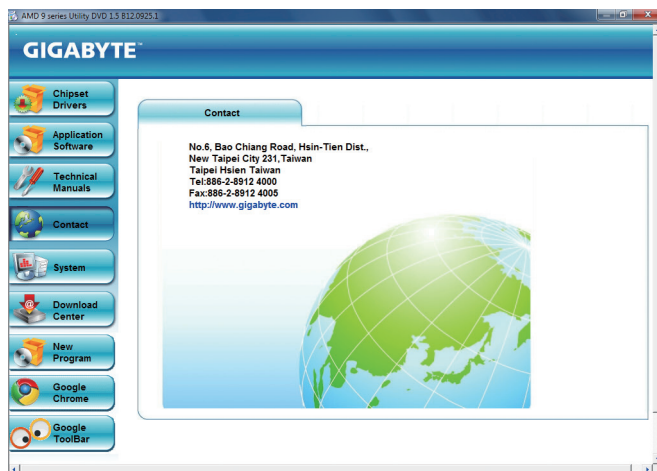 AMD 9 series Utility DVD 1.5 B12.0925.1
GIGABYTE™
Chipset
Drivers
Application
Software
Technical
Manuals
Contact
System
Download
Center
New
Program
Google
Chrome
Google
ToolBar
Contact
No.6, Bao Chiang Road, Hsin-Tien Dist.,
New Taipei City 231,Taiwan
Taipei Hsien Taiwan
Tel:886-2-8912 4000
Fax:886-2-8912 4005
http://www.gigabyte.com